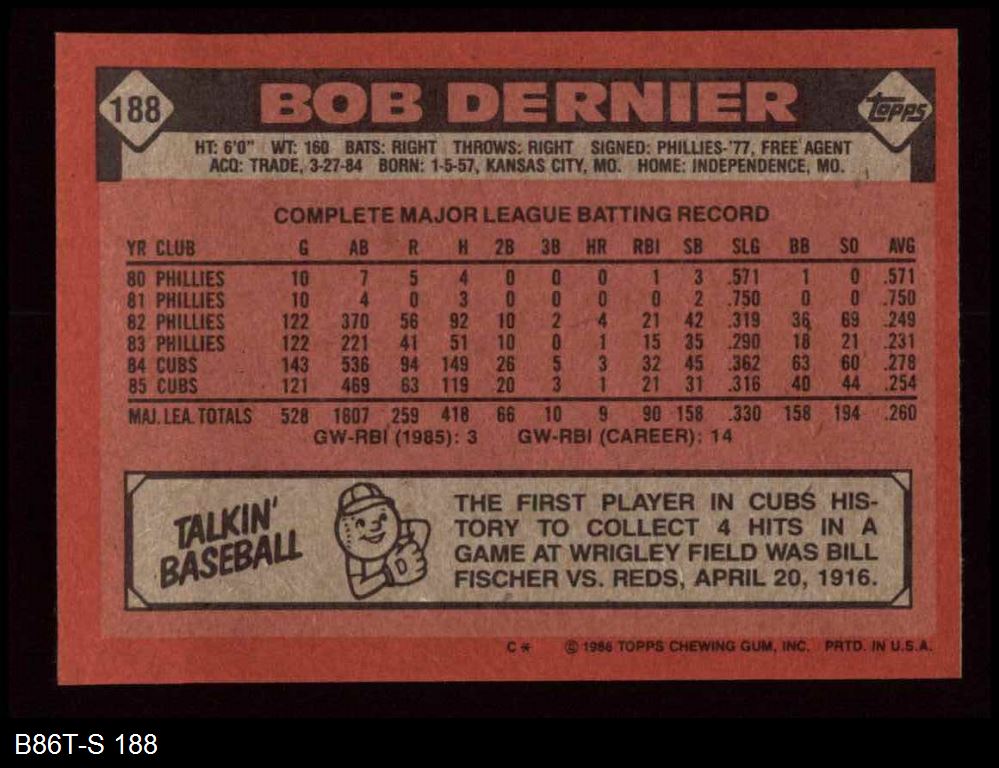 188 BOB DERNIER topps
HT: 6'0" WT: 160 BATS: RIGHT THROWS: RIGHT SIGNED: PHILLIES-'77, FREE AGENT
ACQ: TRADE, 3-27-84 BORN: 1-5-57, KANSAS CITY, MO. HOME: INDEPENDENCE, MO.
COMPLETE MAJOR LEAGUE BATTING RECORD
YR CLUB G AB R H 2B 3B HR RBI SB SLG BB SO AVG
80 PHILLIES 10 7 5 4 0 0 0 1 3 .571 1 0 .571
81 PHILLIES 10 4 0 3 0 0 0 0 2 .750 0 0 .750
82 PHILLIES 122 370 56 92 10 2 4 21 42 .319 36 69 .249
83 PHILLIES 122 221 41 51 10 0 1 15 35 .290 18 21 .231
84 CUBS 143 536 94 149 26 5 3 32 45 .362 63 60 .278
85 CUBS 121 469 63 119 20 3 1 21 31 .316 40 44 .254
MAJ. LEA. TOTALS 528 1607 259 418 66 10 9 90 158 .330 158 194 .260
GW-RBI (1985): 3 GW-RBI (CAREER): 14
TALKIN'
BASEBALL
THE FIRST PLAYER IN CUBS HIS-
TORY TO COLLECT 4 HITS IN A
GAME AT WRIGLEY FIELD WAS BILL
FISCHER VS. REDS, APRIL 20, 1916.
D
C* © 1986 TOPPS CHEWING GUM, INC. PRTD. IN U.S.A.
B86T-S 188